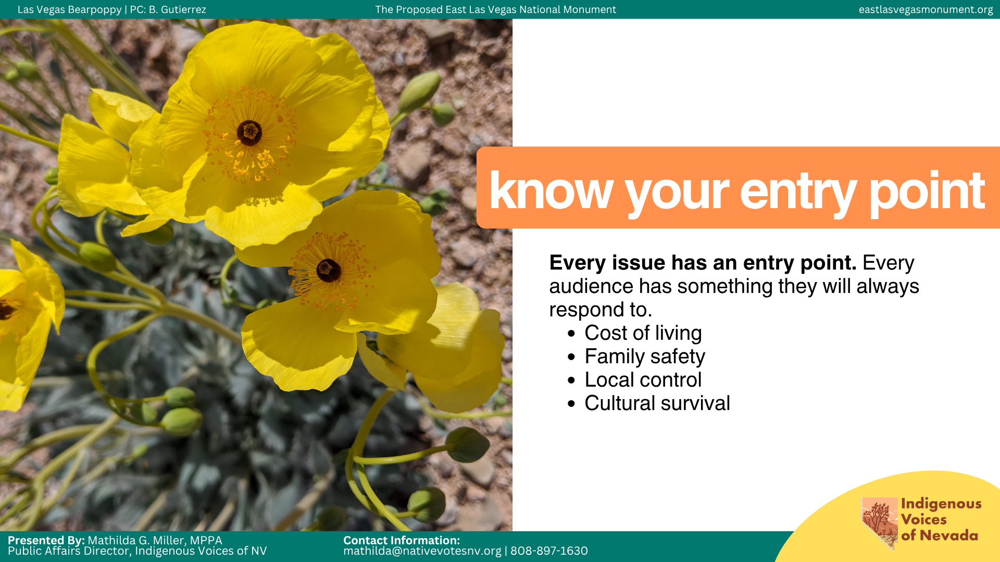 Las Vegas Bearpoppy | PC: B. Gutierrez
The Proposed East Las Vegas National Monument
eastlasvegasmonument.org
know your entry point
Every issue has an entry point. Every
audience has something they will always
respond to.
• Cost of living
• Family safety
• Local control
• Cultural survival
Indigenous
Voices
of Nevada
Presented By: Mathilda G. Miller, MPPA
Public Affairs Director, Indigenous Voices of NV
Contact Information:
mathilda@nativevotesnv.org | 808-897-1630